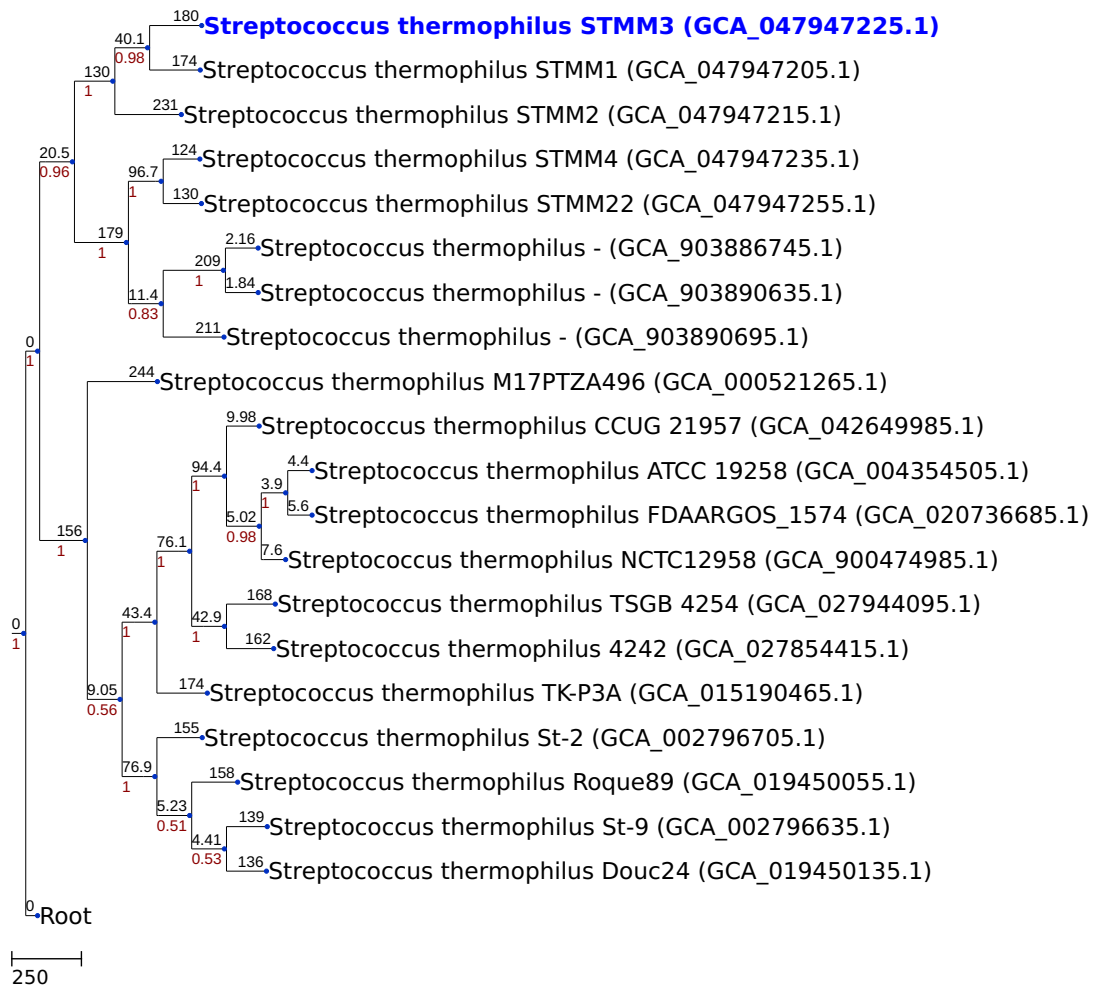 180
Streptococcus thermophilus STMM3 (GCA_047947225.1)
40.1
0.98
174
Streptococcus thermophilus STMM1 (GCA_047947205.1)
130
1
231
Streptococcus thermophilus STMM2 (GCA_047947215.1)
20.5
0.96
124
Streptococcus thermophilus STMM4 (GCA_047947235.1)
96.7
1
130
Streptococcus thermophilus STMM22 (GCA_047947255.1)
179
1
2.16
Streptococcus thermophilus - (GCA_903886745.1)
209
1
1.84
Streptococcus thermophilus - (GCA_903890635.1)
11.4
0.83
211
Streptococcus thermophilus - (GCA_903890695.1)
0
1
244
Streptococcus thermophilus M17PTZA496 (GCA_000521265.1)
9.98
Streptococcus thermophilus CCUG 21957 (GCA_042649985.1)
94.4
1
4.4
Streptococcus thermophilus ATCC 19258 (GCA_004354505.1)
3.9
1
5.6
Streptococcus thermophilus FDAARGOS_1574 (GCA_020736685.1)
5.02
0.98
7.6
Streptococcus thermophilus NCTC12958 (GCA_900474985.1)
156
1
76.1
1
168
Streptococcus thermophilus TSGB 4254 (GCA_027944095.1)
42.9
1
162
Streptococcus thermophilus 4242 (GCA_027854415.1)
43.4
1
0
1
174
Streptococcus thermophilus TK-P3A (GCA_015190465.1)
9.05
0.56
155
Streptococcus thermophilus St-2 (GCA_002796705.1)
76.9
1
158
Streptococcus thermophilus Roque89 (GCA_019450055.1)
5.23
0.51
139
Streptococcus thermophilus St-9 (GCA_002796635.1)
4.41
0.53
136
Streptococcus thermophilus Douc24 (GCA_019450135.1)
0
Root
250